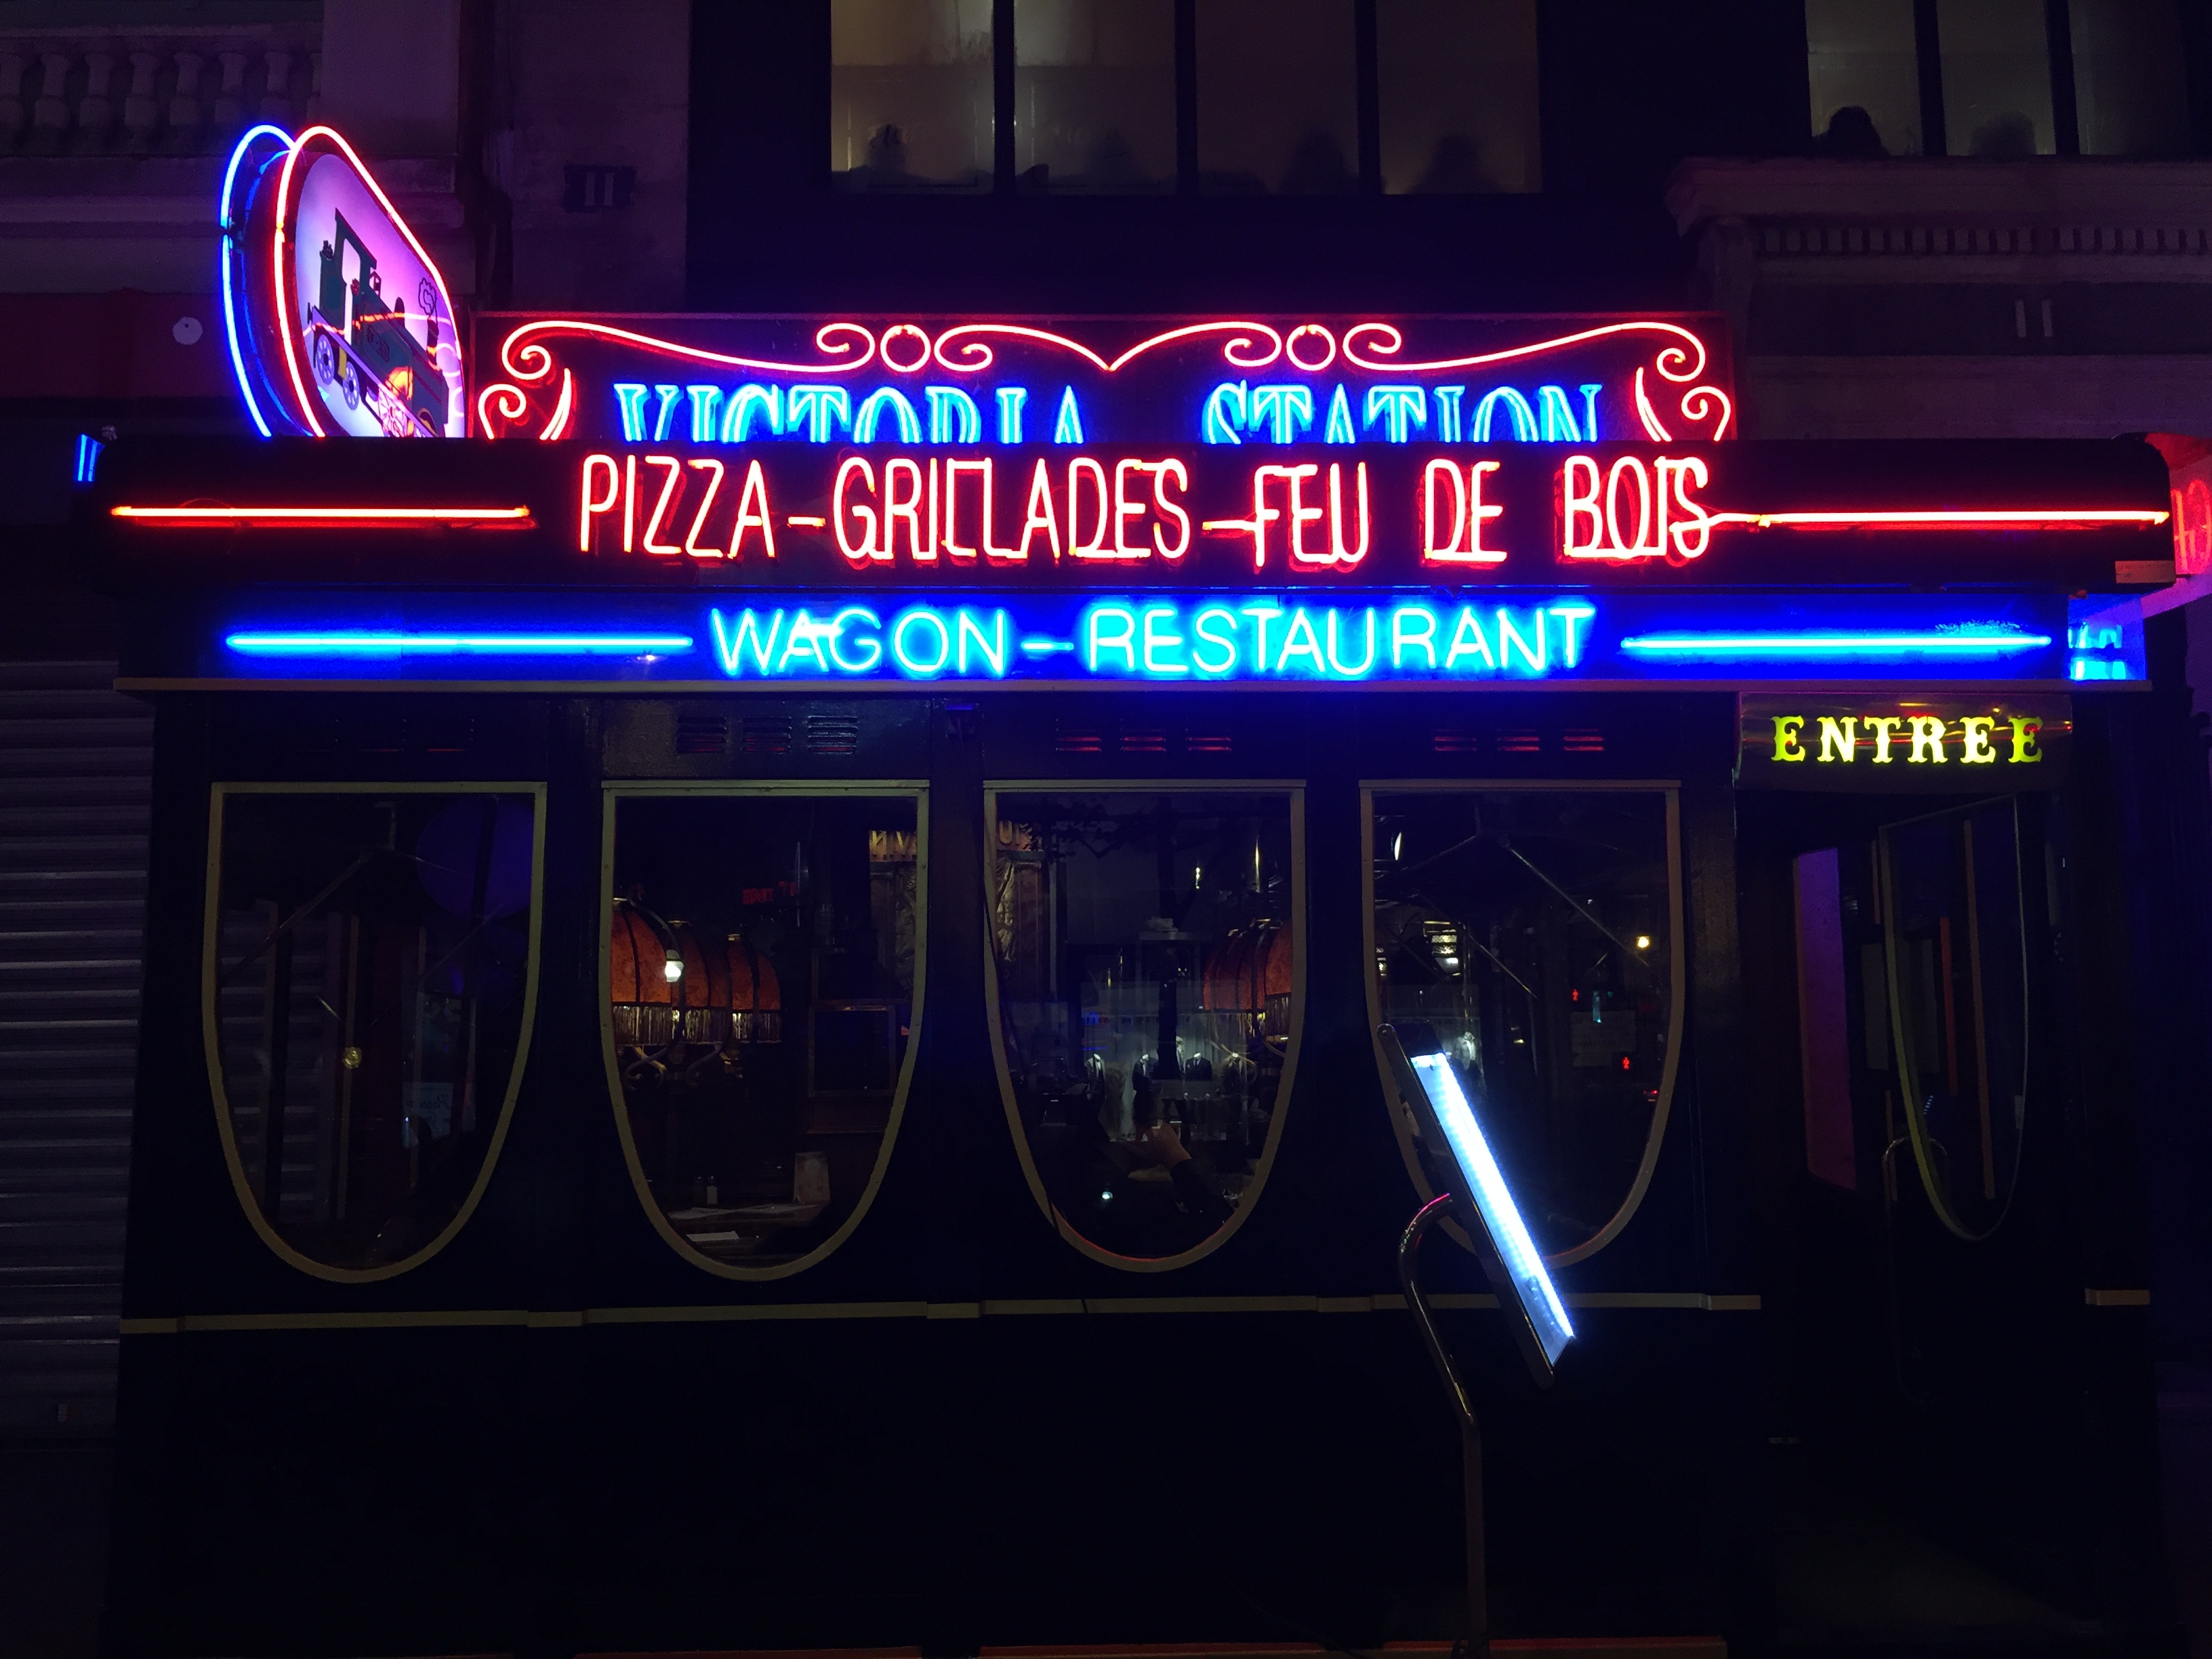 VICTORIA STATION
PIZZA-GRILLADES-FEU DE BOIS
WAGON-RESTAURANT
ENTREE